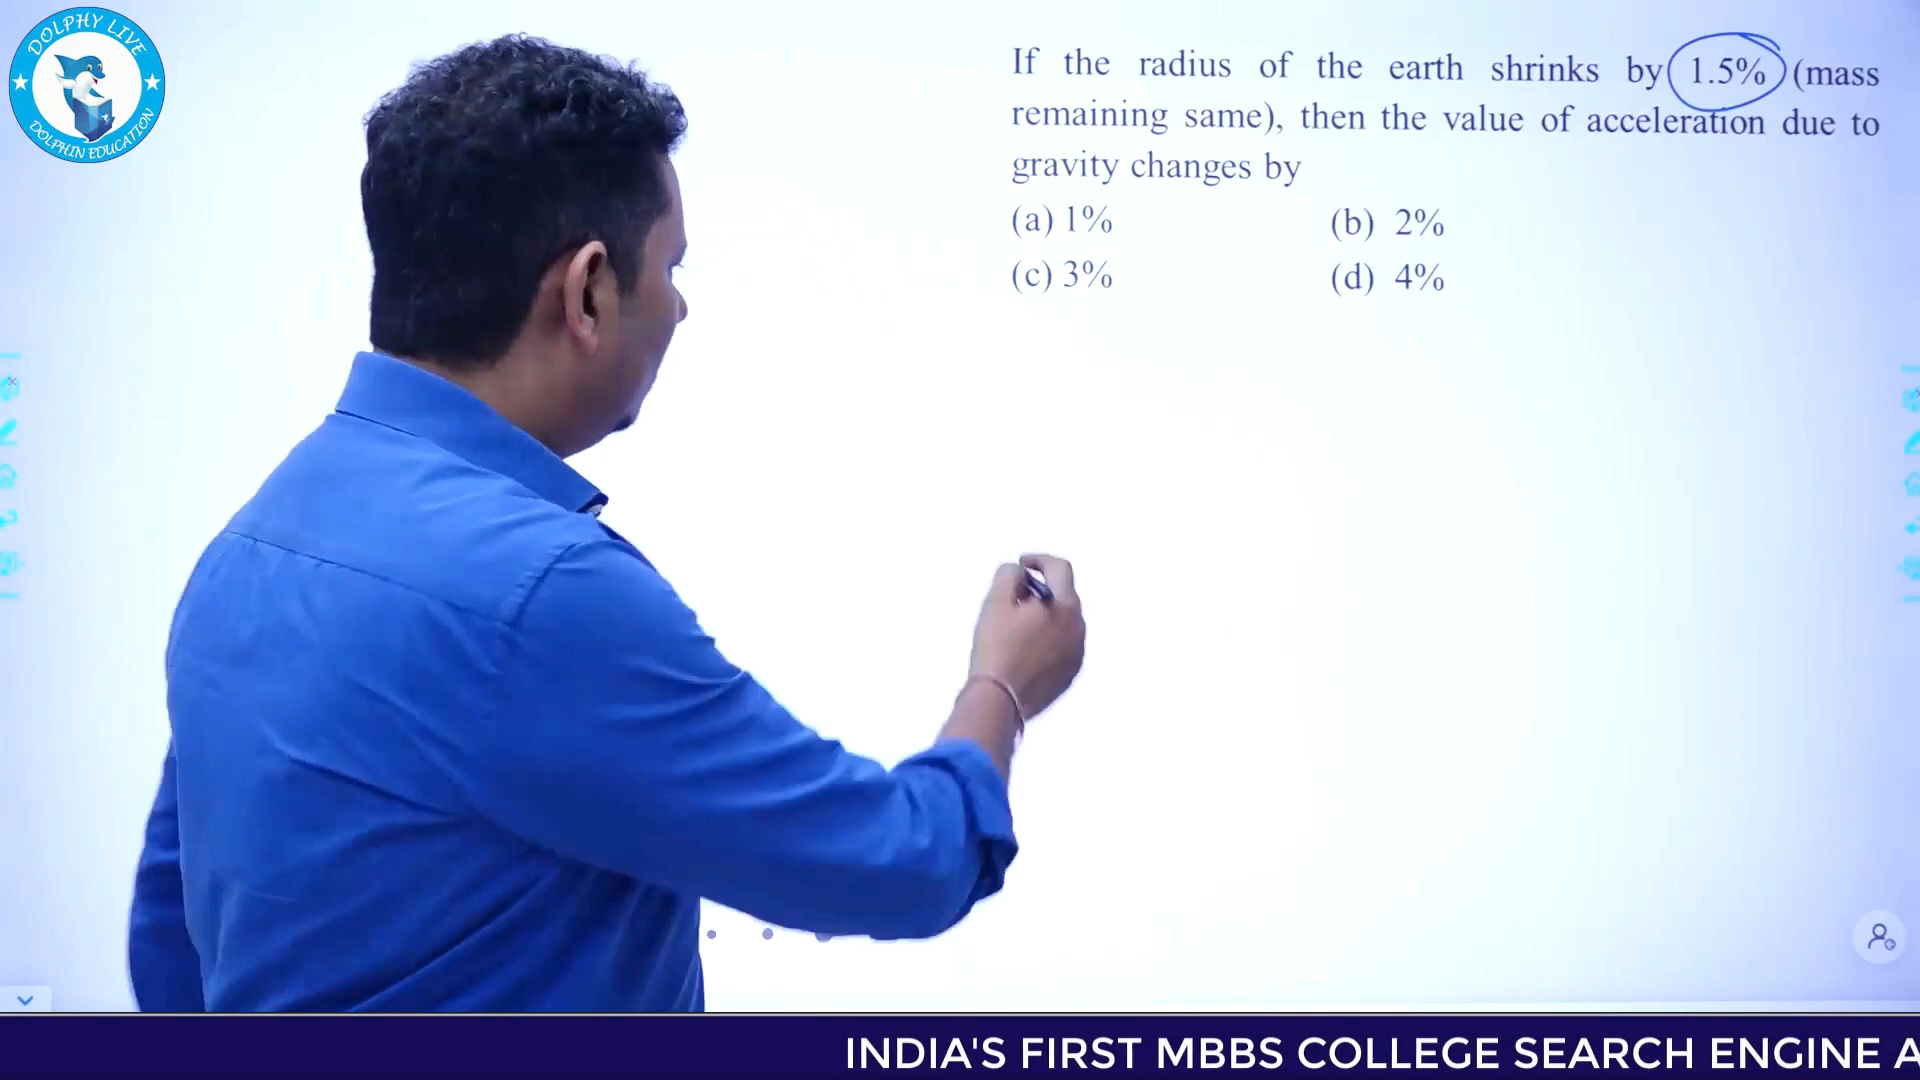 DOLPHY LIVE
DOLPHIN EDUCATION
If the radius of the earth shrinks by 1.5% (mass
remaining same), then the value of acceleration due to
gravity changes by
(a) 1% (b) 2%
(c) 3% (d) 4%
INDIA'S FIRST MBBS COLLEGE SEARCH ENGINE A